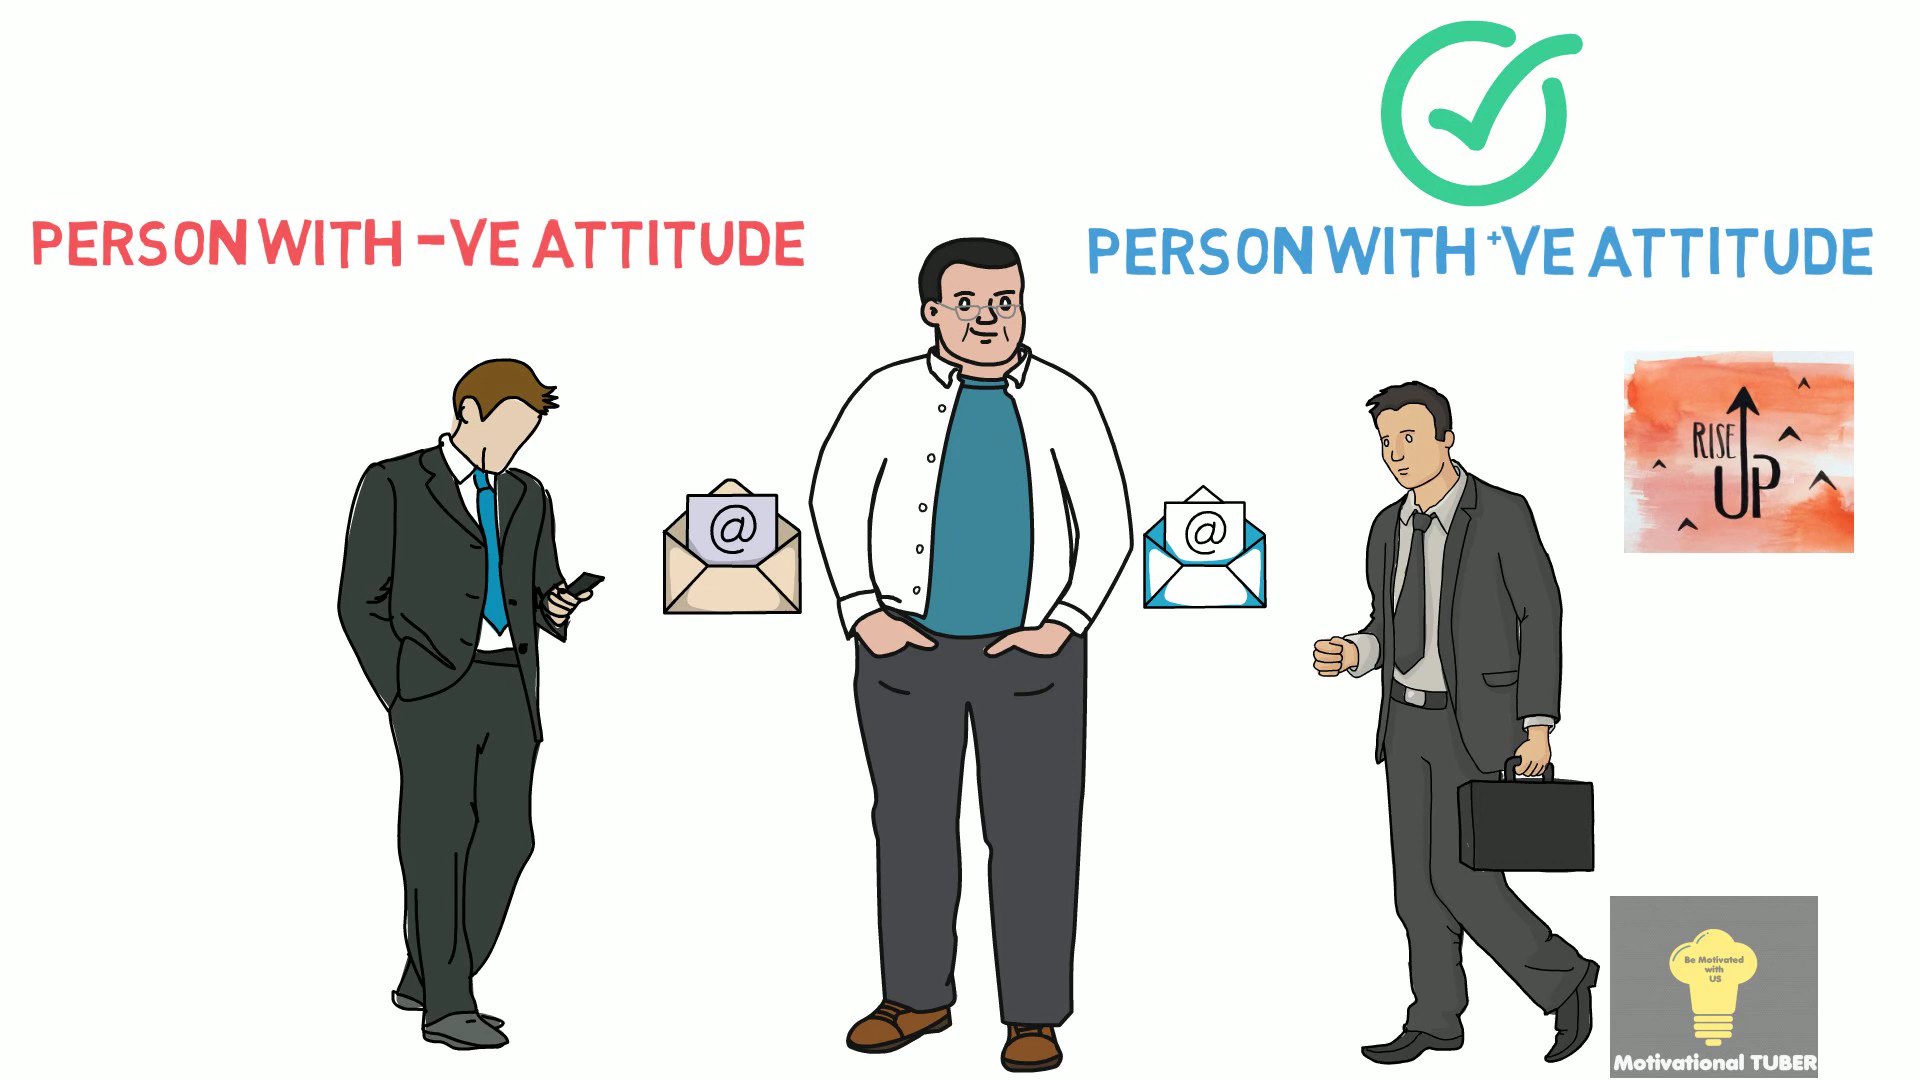 PERSON WITH -VE ATTITUDE
PERSON WITH +VE ATTITUDE
@
@
RISE
UP
Be Motivated
with
US
Motivational TUBER